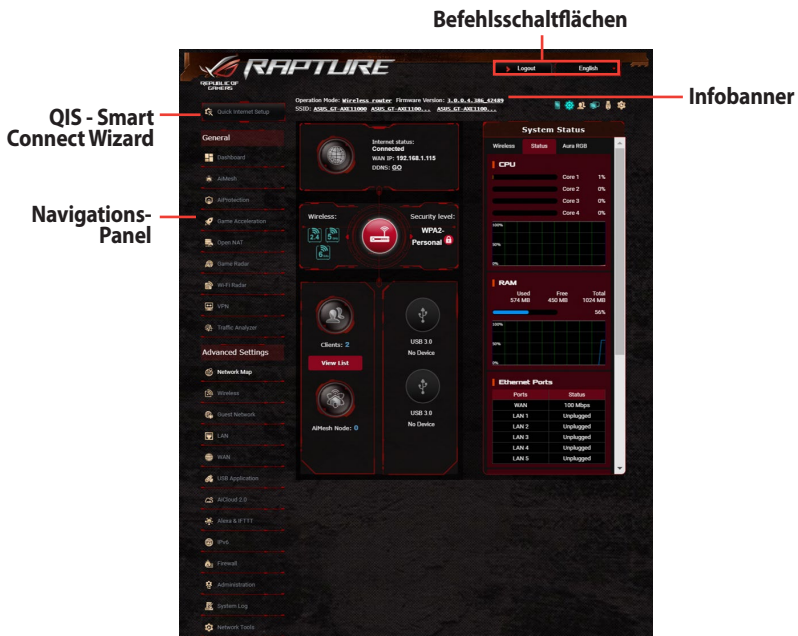 Befehlsschaltflächen
RAPTURE
REPUBLIC OF
GAMERS
Logout
English
Operation Mode: Wireless router Firmware Version: 3.0.0.4.386_42489
SSID: ASUS_GT-AXE11000 ASUS_GT-AXE1100... ASUS_GT-AXE1100...
Infobanner
QIS - Smart
Connect Wizard
Navigations-
Panel
Quick Internet Setup
General
Dashboard
AiMesh
AiProtection
Game Acceleration
Open NAT
Game Radar
Wi-Fi Radar
VPN
Traffic Analyzer
Advanced Settings
Network Map
Wireless
Guest Network
LAN
WAN
USB Application
AiCloud 2.0
Alexa & IFTTT
IPv6
Firewall
Administration
System Log
Network Tools
Internet status:
Connected
WAN IP: 192.168.1.115
DDNS: GO
Wireless:
2.4
5
6
Security level:
WPA2-
Personal
Clients: 2
View List
AiMesh Node: 0
USB 3.0
No Device
USB 3.0
No Device
System Status
Wireless
Status
Aura RGB
CPU
Core 1 1%
Core 2 0%
Core 3 0%
Core 4 0%
100%
50%
0%
RAM
Used Free Total
574 MB 450 MB 1024 MB
56%
100%
50%
0%
Ethernet Ports
Ports Status
WAN 100 Mbps
LAN 1 Unplugged
LAN 2 Unplugged
LAN 3 Unplugged
LAN 4 Unplugged
LAN 5 Unplugged